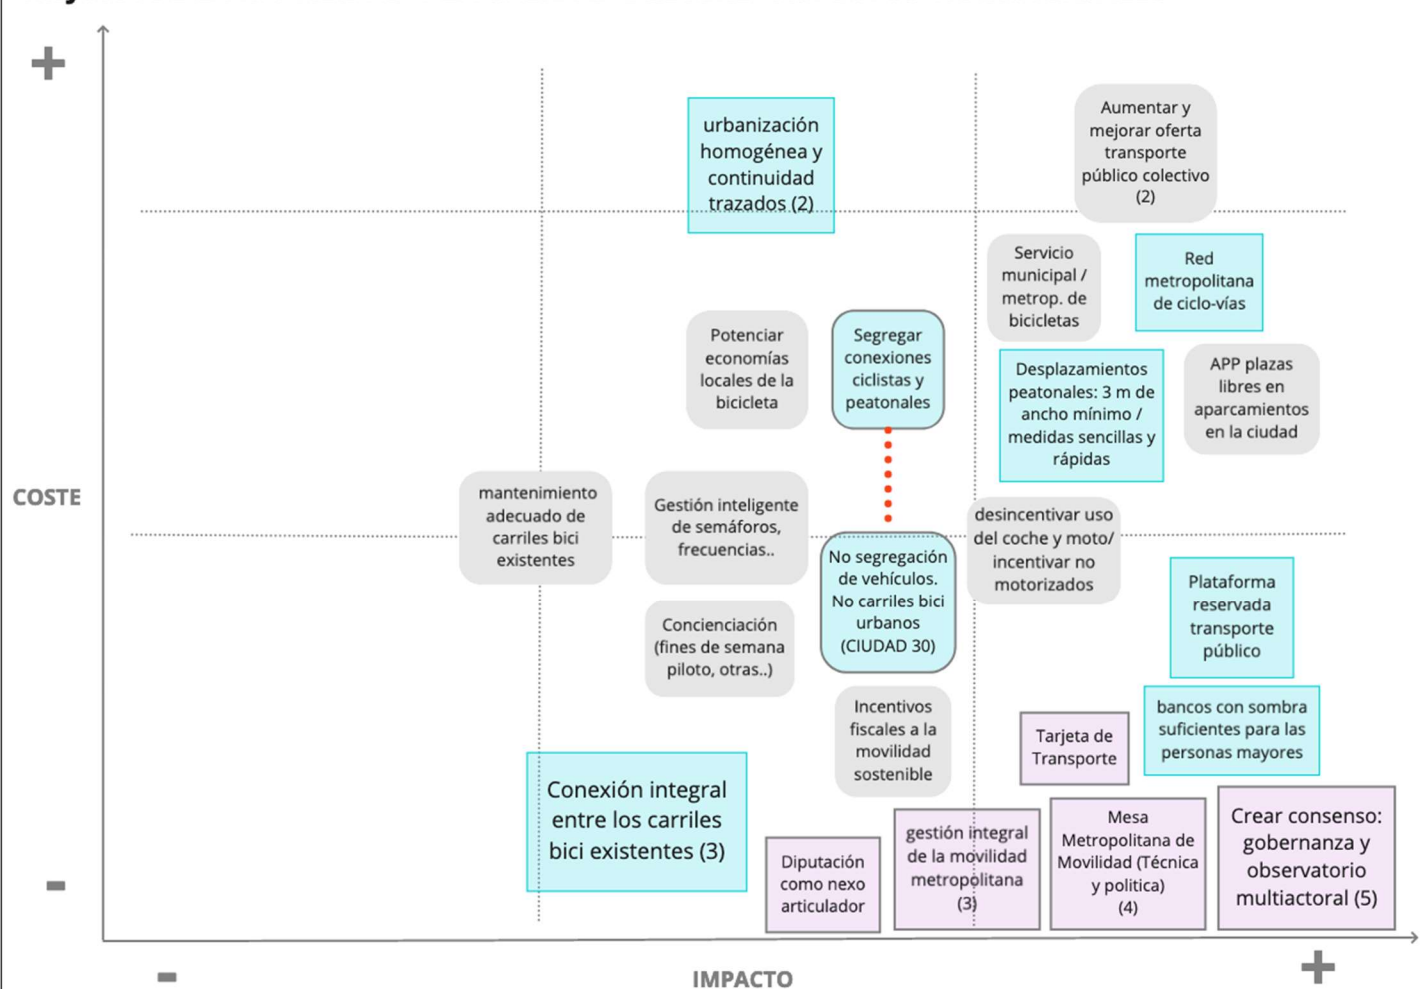 +
urbanización
homogénea y
continuidad
trazados (2)
Aumentar y
mejorar oferta
transporte
público colectivo
(2)
Servicio
municipal /
metrop. de
bicicletas
Red
metropolitana
de ciclo-vías
Potenciar
economías
locales de la
bicicleta
Segregar
conexiones
ciclistas y
peatonales
Desplazamientos
peatonales: 3 m de
ancho mínimo /
medidas sencillas y
rápidas
APP plazas
libres en
aparcamientos
en la ciudad
COSTE
mantenimiento
adecuado de
carriles bici
existentes
Gestión inteligente
de semáforos,
frecuencias..
No segregación
de vehículos.
No carriles bici
urbanos
(CIUDAD 30)
desincentivar uso
del coche y moto/
incentivar no
motorizados
Plataforma
reservada
transporte
público
Concienciación
(fines de semana
piloto, otras..)
Incentivos
fiscales a la
movilidad
sostenible
Tarjeta de
Transporte
bancos con sombra
suficientes para las
personas mayores
Conexión integral
entre los carriles
bici existentes (3)
Diputación
como nexo
articulador
gestión integral
de la movilidad
metropolitana
(3)
Mesa
Metropolitana de
Movilidad (Técnica
y politica)
(4)
Crear consenso:
gobernanza y
observatorio
multiactoral (5)
-
-
IMPACTO
+